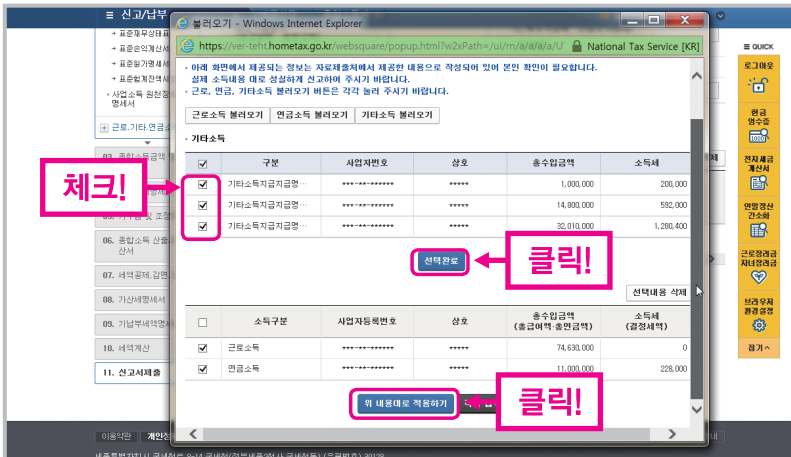 ≡ 신고/납부
+ 표준재무상태표
+ 표준손익계산서
+ 표준원가명세서
+ 표준합계잔액시
• 사업소득 원천징
명세서
근로.기타.연금소
06. 종합소득 산출세
산서
07. 세액공제.감면.
08. 가산세명세서
09. 기납부세액명세
10. 세액계산
11. 신고서제출
이용약관
개인정
불러오기 - Windows Internet Explorer
https://ver-teht.hometax.go.kr/websquare/popup.html?w2xPath=/ui/rn/a/a/a/a/U
National Tax Service [KR]
- 아래 화면에서 제공되는 정보는 자료제출처에서 제공한 내용으로 작성되어 있어 본인 확인이 필요합니다.
실제 소득내용 대로 성실하게 신고하여 주시기 바랍니다.
- 근로, 연금, 기타소득 불러오기 버튼은 각각 눌러 주시기 바랍니다.
근로소득 불러오기 연금소득 불러오기 기타소득 불러오기
• 기타소득
구분 사업자번호 상호 총수입금액 소득세
기타소득지급지급명… ***-**-****** ***** 1,000,000 200,000
기타소득지급지급명… ***-**-****** ***** 14,800,000 592,000
기타소득지급지급명… ***-**-****** ***** 32,010,000 1,280,400
체크!
선택완료
클릭!
선택내용 삭제
소득구분 사업자등록번호 상호 총수입금액
(총급여액·총연금액) 소득세
(결정세액)
근로소득 ***-**-****** ***** 74,630,000 0
연금소득 ***-**-****** ***** 11,000,000 228,000
위 내용대로 적용하기
클릭!
≡ QUICK
로그아웃
현금
영수증
전자세금
계산서
연말정산
간소화
근로장려금
자녀장려금
브라우저
환경설정
접기^